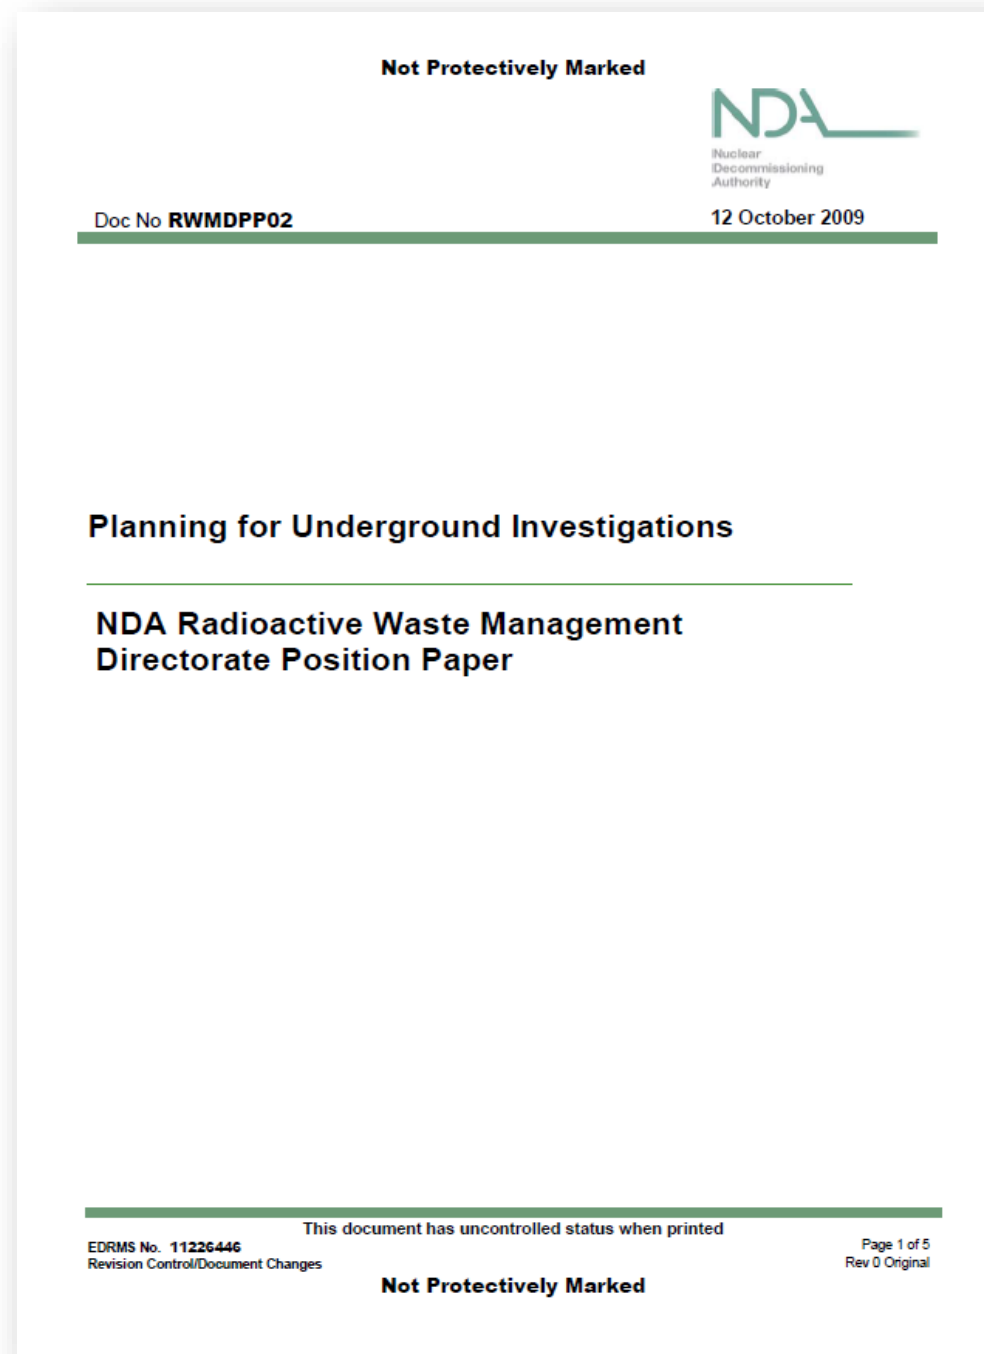 Not Protectively Marked
NDA
Nuclear
Decommissioning
Authority
Doc No RWMDPP02
12 October 2009
Planning for Underground Investigations
NDA Radioactive Waste Management
Directorate Position Paper
This document has uncontrolled status when printed
EDRMS No. 11226446
Page 1 of 5
Revision Control/Document Changes
Rev 0 Original
Not Protectively Marked